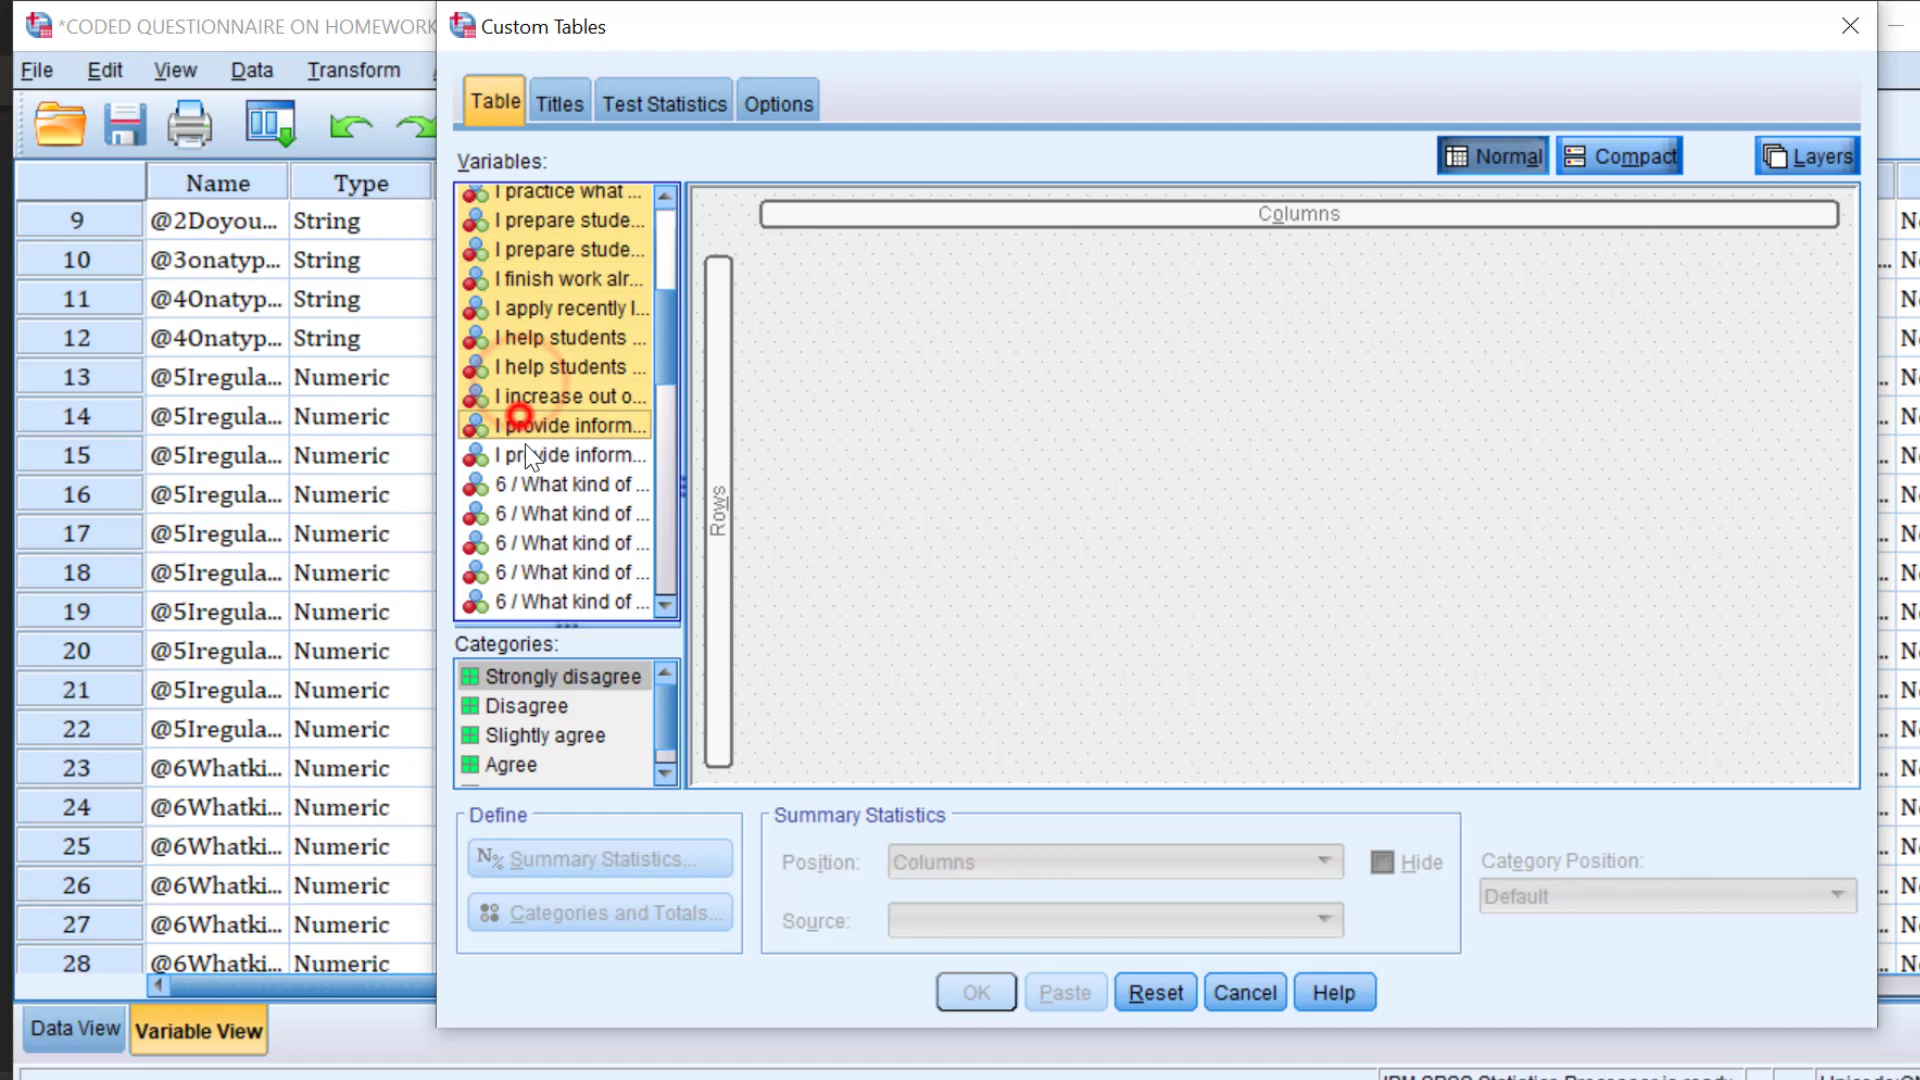 *CODED QUESTIONNAIRE ON HOMEWORK
Custom Tables
File Edit View Data Transform
Table Titles Test Statistics Options
Variables:
Normal Compact Layers
Name Type
I practice what ...
I prepare stude...
I prepare stude...
I finish work alr...
I apply recently l...
I help students ...
I help students ...
I increase out o...
I provide inform...
I provide inform...
6 / What kind of ...
6 / What kind of ...
6 / What kind of ...
6 / What kind of ...
6 / What kind of ...
Columns
Rows
9 @2Doyou... String
10 @3onatyp... String
11 @4Onatyp... String
12 @4Onatyp... String
13 @5Iregula... Numeric
14 @5Iregula... Numeric
15 @5Iregula... Numeric
16 @5Iregula... Numeric
17 @5Iregula... Numeric
18 @5Iregula... Numeric
19 @5Iregula... Numeric
20 @5Iregula... Numeric
21 @5Iregula... Numeric
22 @5Iregula... Numeric
23 @6Whatki... Numeric
24 @6Whatki... Numeric
25 @6Whatki... Numeric
26 @6Whatki... Numeric
27 @6Whatki... Numeric
28 @6Whatki... Numeric
Categories:
Strongly disagree
Disagree
Slightly agree
Agree
Define
N% Summary Statistics...
Categories and Totals...
Summary Statistics
Position: Columns Hide
Source:
Category Position:
Default
OK Paste Reset Cancel Help
Data View Variable View
IBM SPSS Statistics Processor is ready